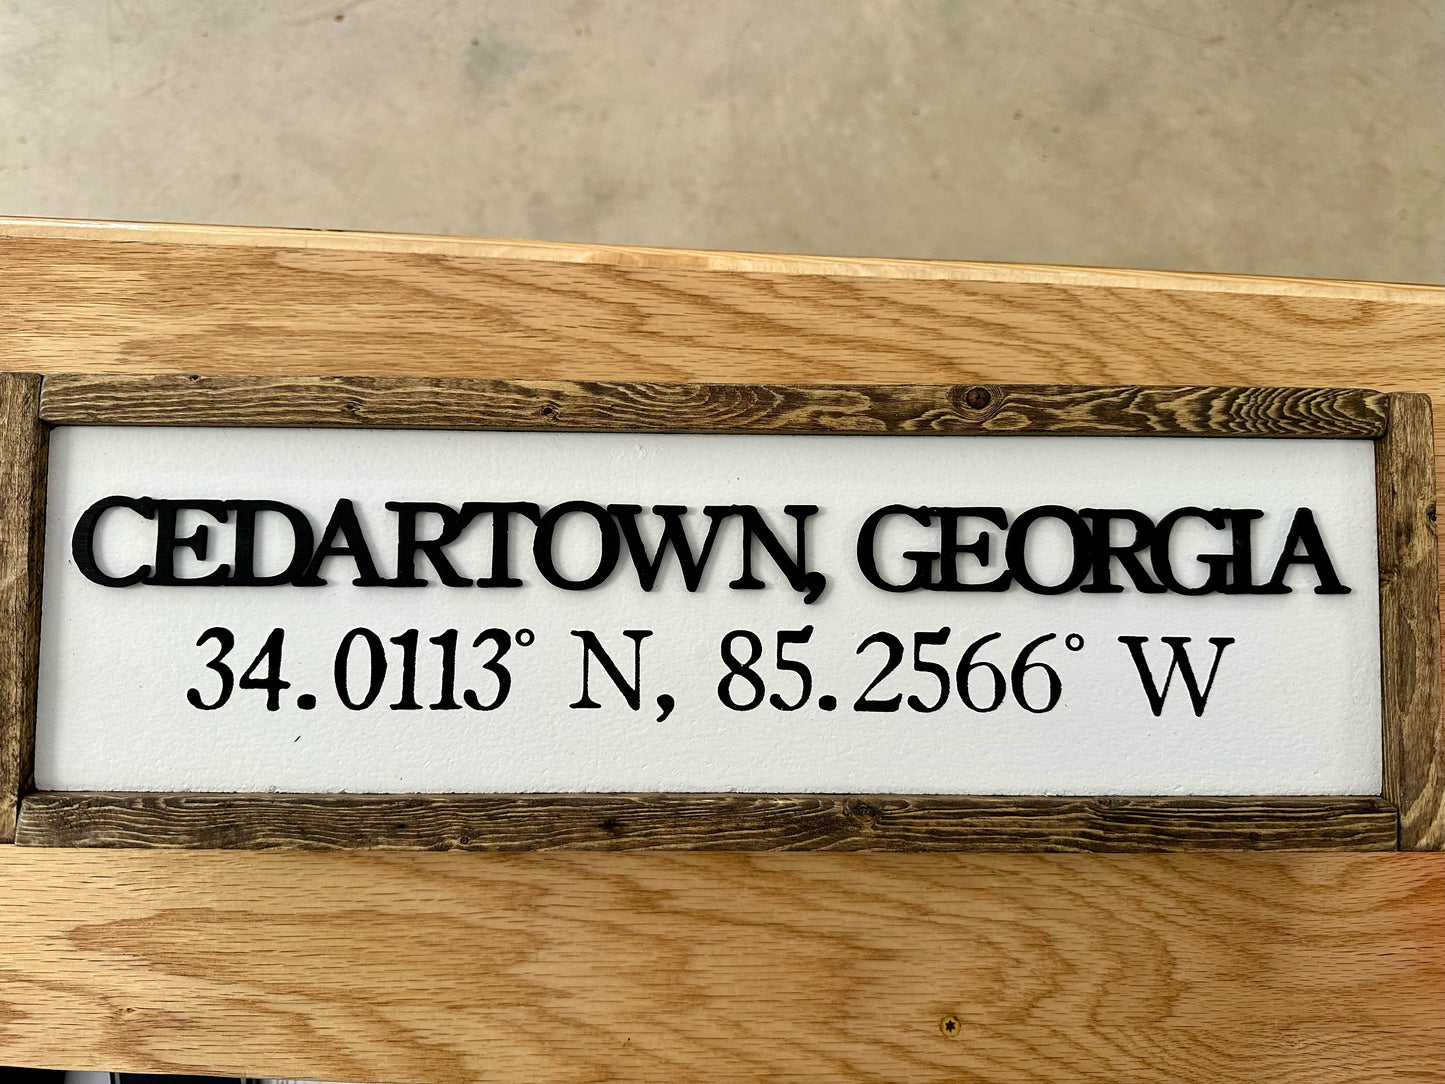 CEDARTOWN, GEORGIA
34.0113° N, 85.2566° W